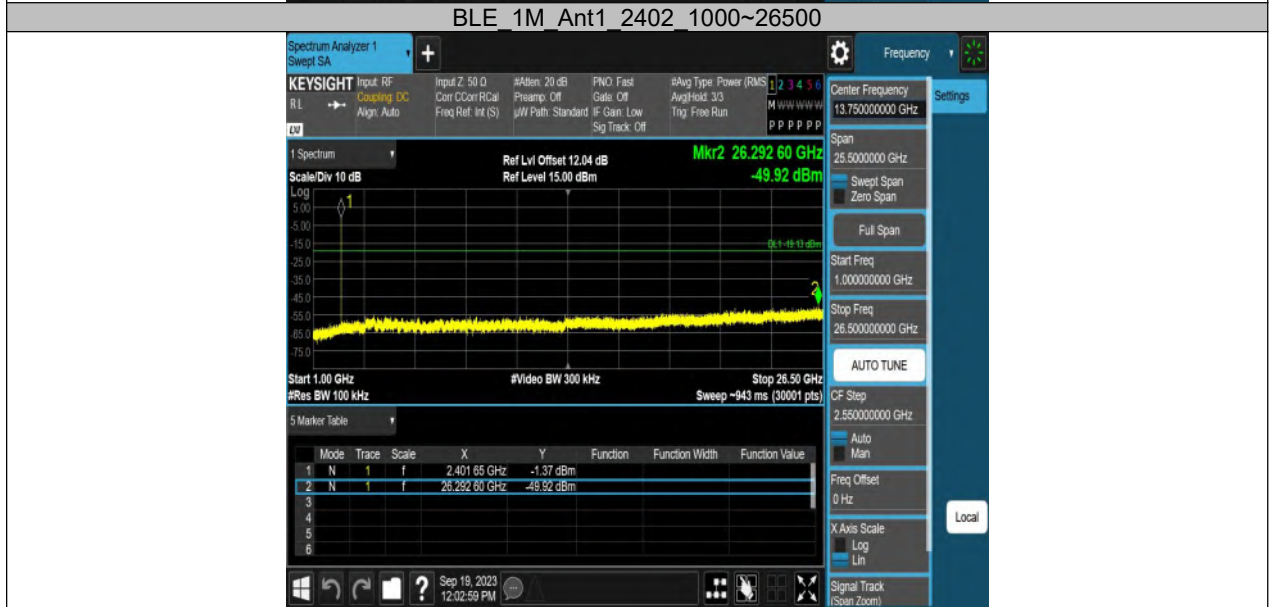 BLE_1M_Ant1_2402_1000~26500
Spectrum Analyzer 1
Swept SA
+
Frequency
KEYSIGHT
RL
LXI
Input: RF
Coupling: DC
Align: Auto
Input Z: 50 Ω
Corr CCorr RCal
Freq Ref: Int (S)
#Atten: 20 dB
Preamp: Off
µW Path: Standard
PNO: Fast
Gate: Off
IF Gain: Low
Sig Track: Off
#Avg Type: Power (RMS
Avg|Hold: 3/3
Trig: Free Run
1 2 3 4 5 6
M W W W W W
P P P P P P
Center Frequency
13.750000000 GHz
Settings
Span
25.5000000 GHz
Swept Span
Zero Span
Full Span
Start Freq
1.000000000 GHz
Stop Freq
26.500000000 GHz
AUTO TUNE
CF Step
2.550000000 GHz
Auto
Man
Freq Offset
0 Hz
X Axis Scale
Log
Lin
Signal Track
(Span Zoom)
Local
1 Spectrum
Scale/Div 10 dB
Ref Lvl Offset 12.04 dB
Ref Level 15.00 dBm
Mkr2 26.292 60 GHz
-49.92 dBm
Log
5.00
-5.00
-15.0
-25.0
-35.0
-45.0
-55.0
-65.0
-75.0
1
DL1 -19.13 dBm
2
Start 1.00 GHz
#Video BW 300 kHz
Stop 26.50 GHz
#Res BW 100 kHz
Sweep ~943 ms (30001 pts)
5 Marker Table
Mode Trace Scale X Y Function Function Width Function Value
1 N 1 f 2.401 65 GHz -1.37 dBm
2 N 1 f 26.292 60 GHz -49.92 dBm
3
4
5
6
?
Sep 19, 2023
12:02:59 PM